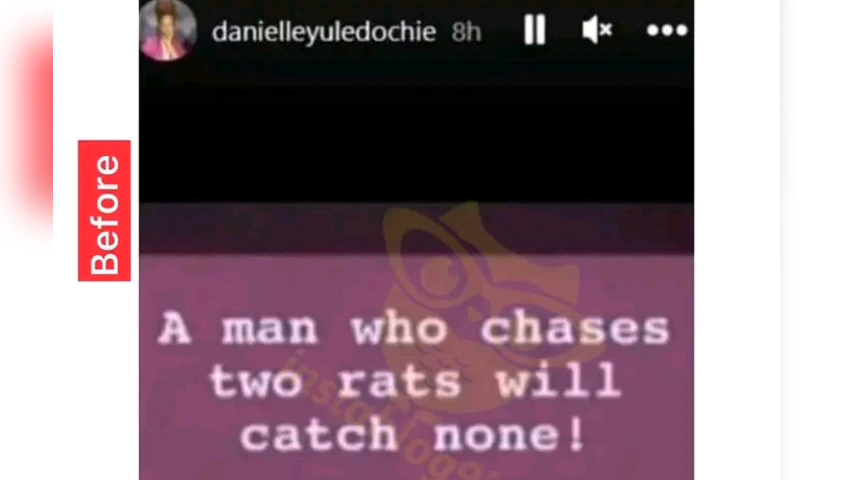 danielleyuledochie 8h
Before
A man who chases
two rats will
catch none!